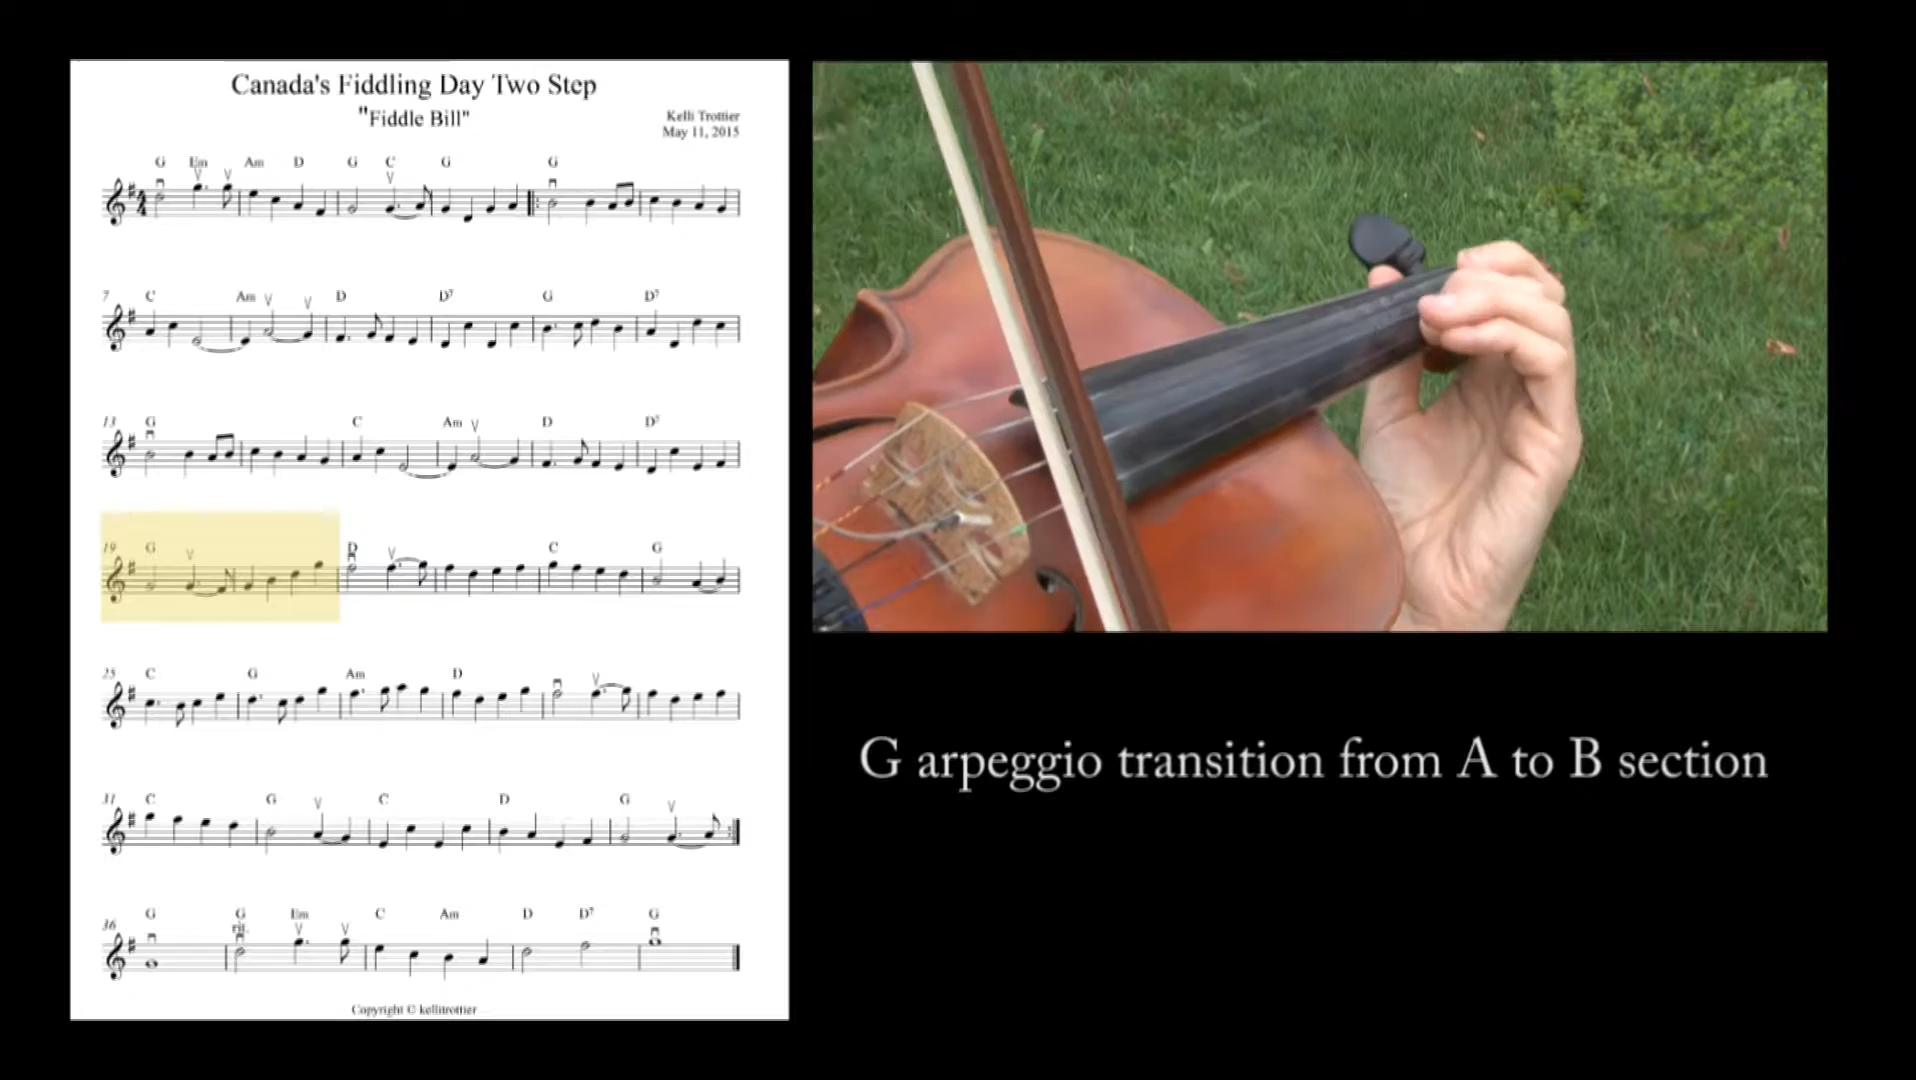 Canada's Fiddling Day Two Step
"Fiddle Bill"
Kelli Trottier
May 11, 2015
G Em Am D G C G G
7 C Am D D7 G D7
13 G C Am D D7
19 G D C G
25 C G Am D
31 C G C D G
36 G G Em C Am D D7 G
rit.
Copyright © kellitrottier
G arpeggio transition from A to B section